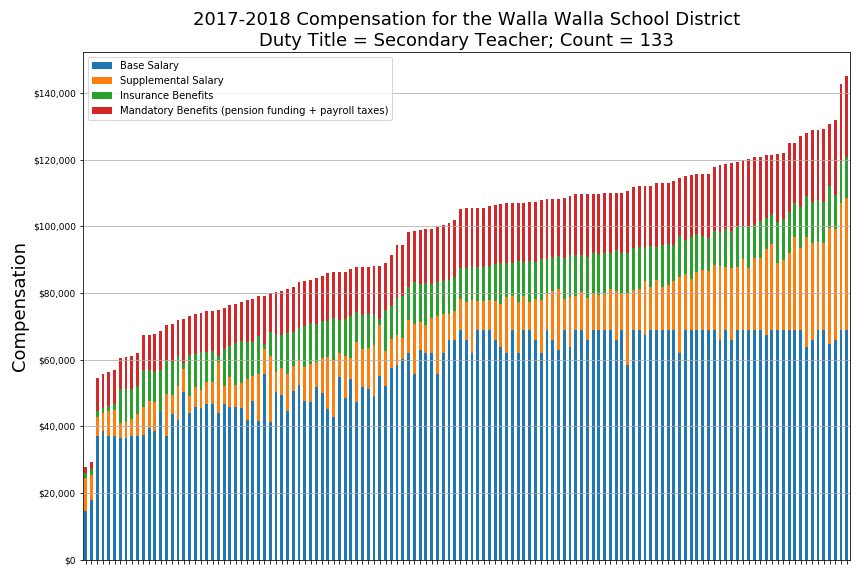 2017-2018 Compensation for the Walla Walla School District
Duty Title = Secondary Teacher; Count = 133
Base Salary
Supplemental Salary
Insurance Benefits
Mandatory Benefits (pension funding + payroll taxes)
Compensation
$140,000
$120,000
$100,000
$80,000
$60,000
$40,000
$20,000
$0